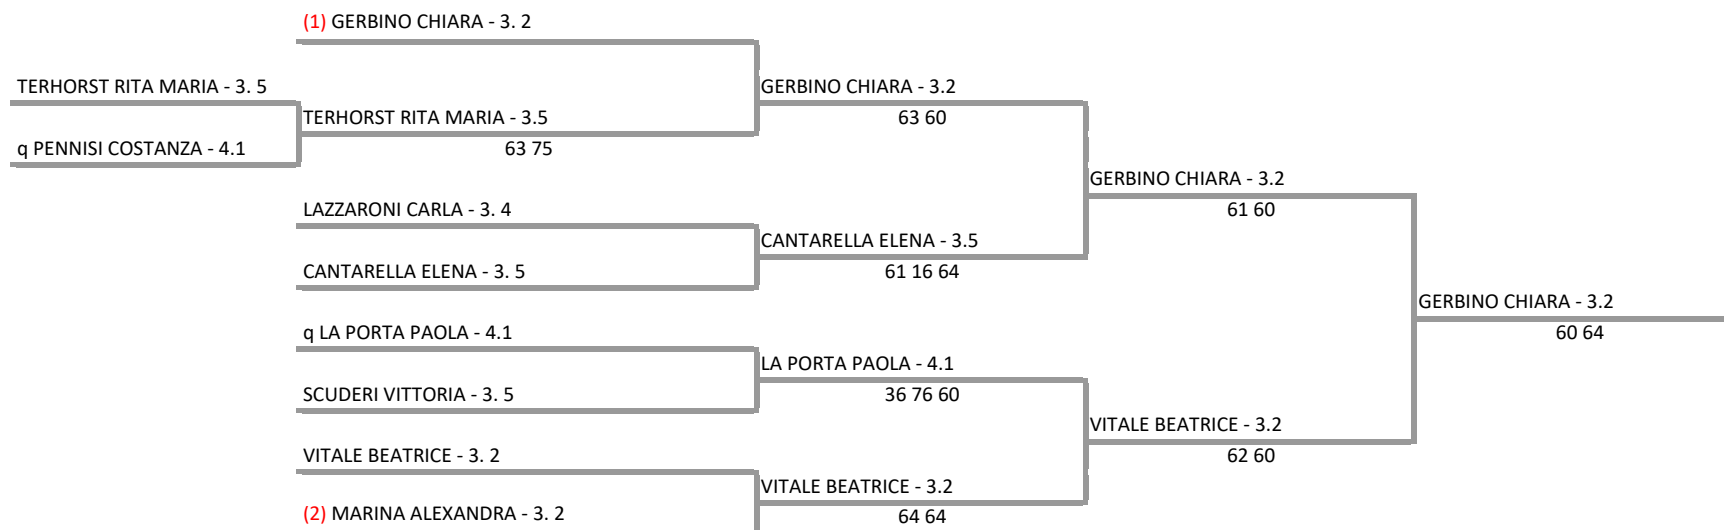 (1) GERBINO CHIARA - 3. 2
TERHORST RITA MARIA - 3. 5
GERBINO CHIARA - 3.2
TERHORST RITA MARIA - 3.5
63 60
q PENNISI COSTANZA - 4.1
63 75
GERBINO CHIARA - 3.2
LAZZARONI CARLA - 3. 4
61 60
CANTARELLA ELENA - 3.5
CANTARELLA ELENA - 3. 5
61 16 64
GERBINO CHIARA - 3.2
q LA PORTA PAOLA - 4.1
60 64
LA PORTA PAOLA - 4.1
SCUDERI VITTORIA - 3. 5
36 76 60
VITALE BEATRICE - 3.2
VITALE BEATRICE - 3. 2
62 60
VITALE BEATRICE - 3.2
(2) MARINA ALEXANDRA - 3. 2
64 64